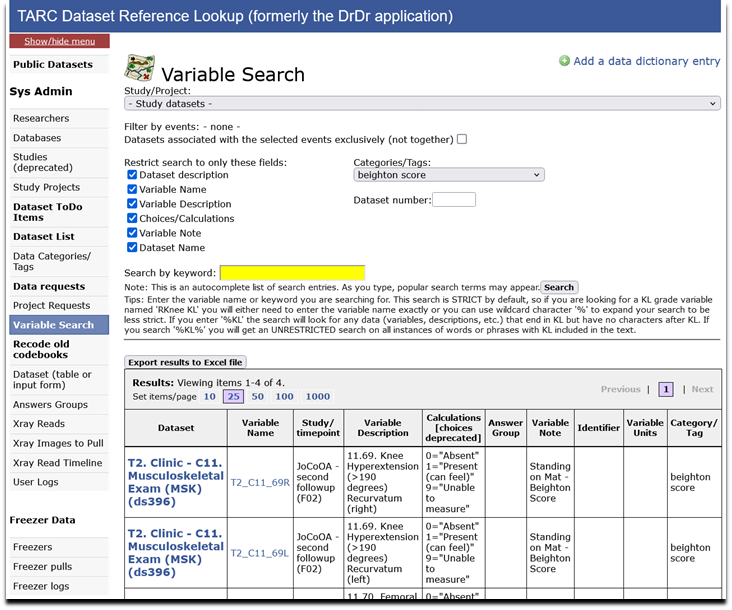 TARC Dataset Reference Lookup (formerly the DrDr application)
Show/hide menu
Public Datasets
Sys Admin
Researchers
Databases
Studies
(deprecated)
Study Projects
Dataset ToDo
Items
Dataset List
Data Categories/
Tags
Data requests
Project Requests
Variable Search
Recode old
codebooks
Dataset (table or
input form)
Answers Groups
Xray Reads
Xray Images to Pull
Xray Read Timeline
User Logs
Freezer Data
Freezers
Freezer pulls
Freezer logs
Variable Search
Add a data dictionary entry
Study/Project:
- Study datasets -
Filter by events: - none -
Datasets associated with the selected events exclusively (not together)
Restrict search to only these fields:
Dataset description
Variable Name
Variable Description
Choices/Calculations
Variable Note
Dataset Name
Categories/Tags:
beighton score
Dataset number:
Search by keyword:
Note: This is an autocomplete list of search entries. As you type, popular search terms may appear. Search
Tips: Enter the variable name or keyword you are searching for. This search is STRICT by default, so if you are looking for a KL grade variable
named 'RKnee KL' you will either need to enter the variable name exactly or you can use wildcard character '%' to expand your search to be
less strict. If you enter '%KL' the search will look for any data (variables, descriptions, etc.) that end in KL but have no characters after KL. If
you search '%KL%' you will get an UNRESTRICTED search on all instances of words or phrases with KL included in the text.
Export results to Excel file
Results: Viewing items 1-4 of 4.
Set items/page 10 25 50 100 1000
Previous | 1 | Next
Dataset
Variable
Name
Study/
timepoint
Variable
Description
Calculations
[choices
deprecated]
Answer
Group
Variable
Note
Identifier
Variable
Units
Category/
Tag
T2. Clinic - C11.
Musculoskeletal
Exam (MSK)
(ds396)
T2_C11_69R
JoCoOA -
second
followup
(F02)
11.69. Knee
Hyperextension
(>190
degrees)
Recurvatum
(right)
0="Absent"
1="Present
(can feel)"
9="Unable
to
measure"
Standing
on Mat -
Beighton
Score
beighton
score
T2. Clinic - C11.
Musculoskeletal
Exam (MSK)
(ds396)
T2_C11_69L
JoCoOA -
second
followup
(F02)
11.69. Knee
Hyperextension
(>190
degrees)
Recurvatum
(left)
0="Absent"
1="Present
(can feel)"
9="Unable
to
measure"
Standing
on Mat -
Beighton
Score
beighton
score
11.70. Femoral
0="Absent"